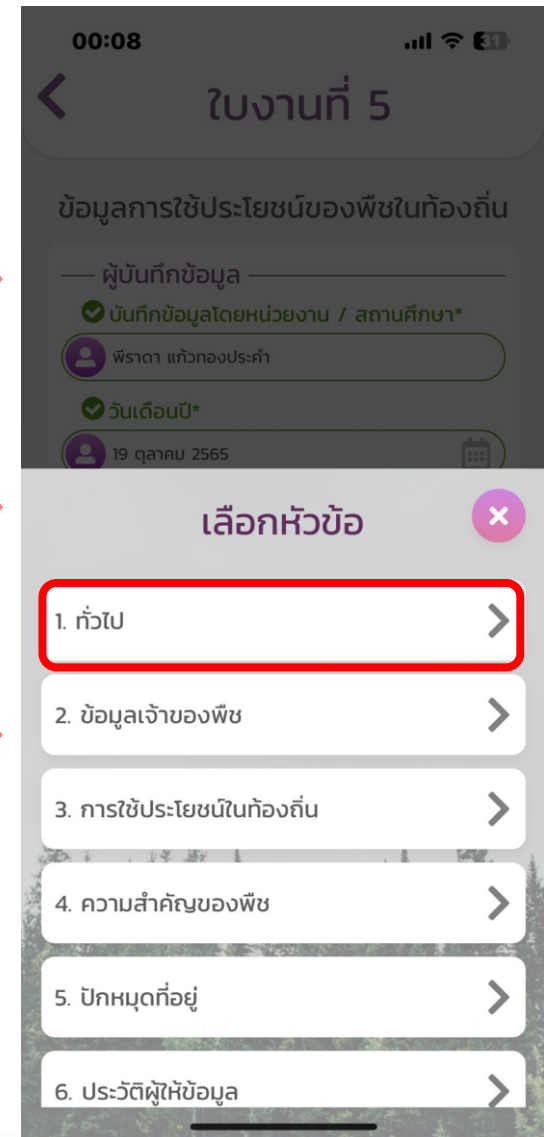 00:08
31
ใบงานที่ 5
ข้อมูลการใช้ประโยชน์ของพืชในท้องถิ่น
ผู้บันทึกข้อมูล
บันทึกข้อมูลโดยหน่วยงาน / สถานศึกษา*
พีราดา แก้วทองประคำ
วันเดือนปี*
19 ตุลาคม 2565
เลือกหัวข้อ
1. ทั่วไป
2. ข้อมูลเจ้าของพืช
3. การใช้ประโยชน์ในท้องถิ่น
4. ความสำคัญของพืช
5. ปักหมุดที่อยู่
6. ประวัติผู้ให้ข้อมูล